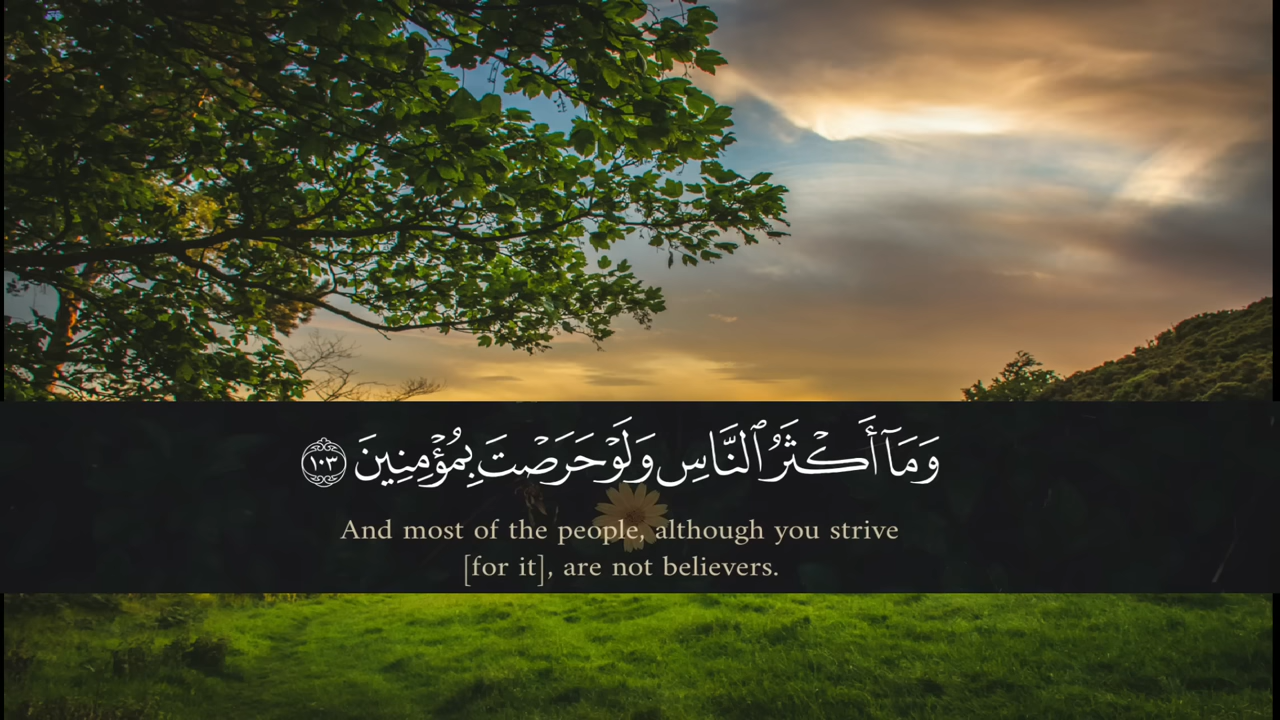 وَمَآ أَكْثَرُ ٱلنَّاسِ وَلَوْ حَرَصْتَ بِمُؤْمِنِينَ ١٠٣
And most of the people, although you strive
[for it], are not believers.